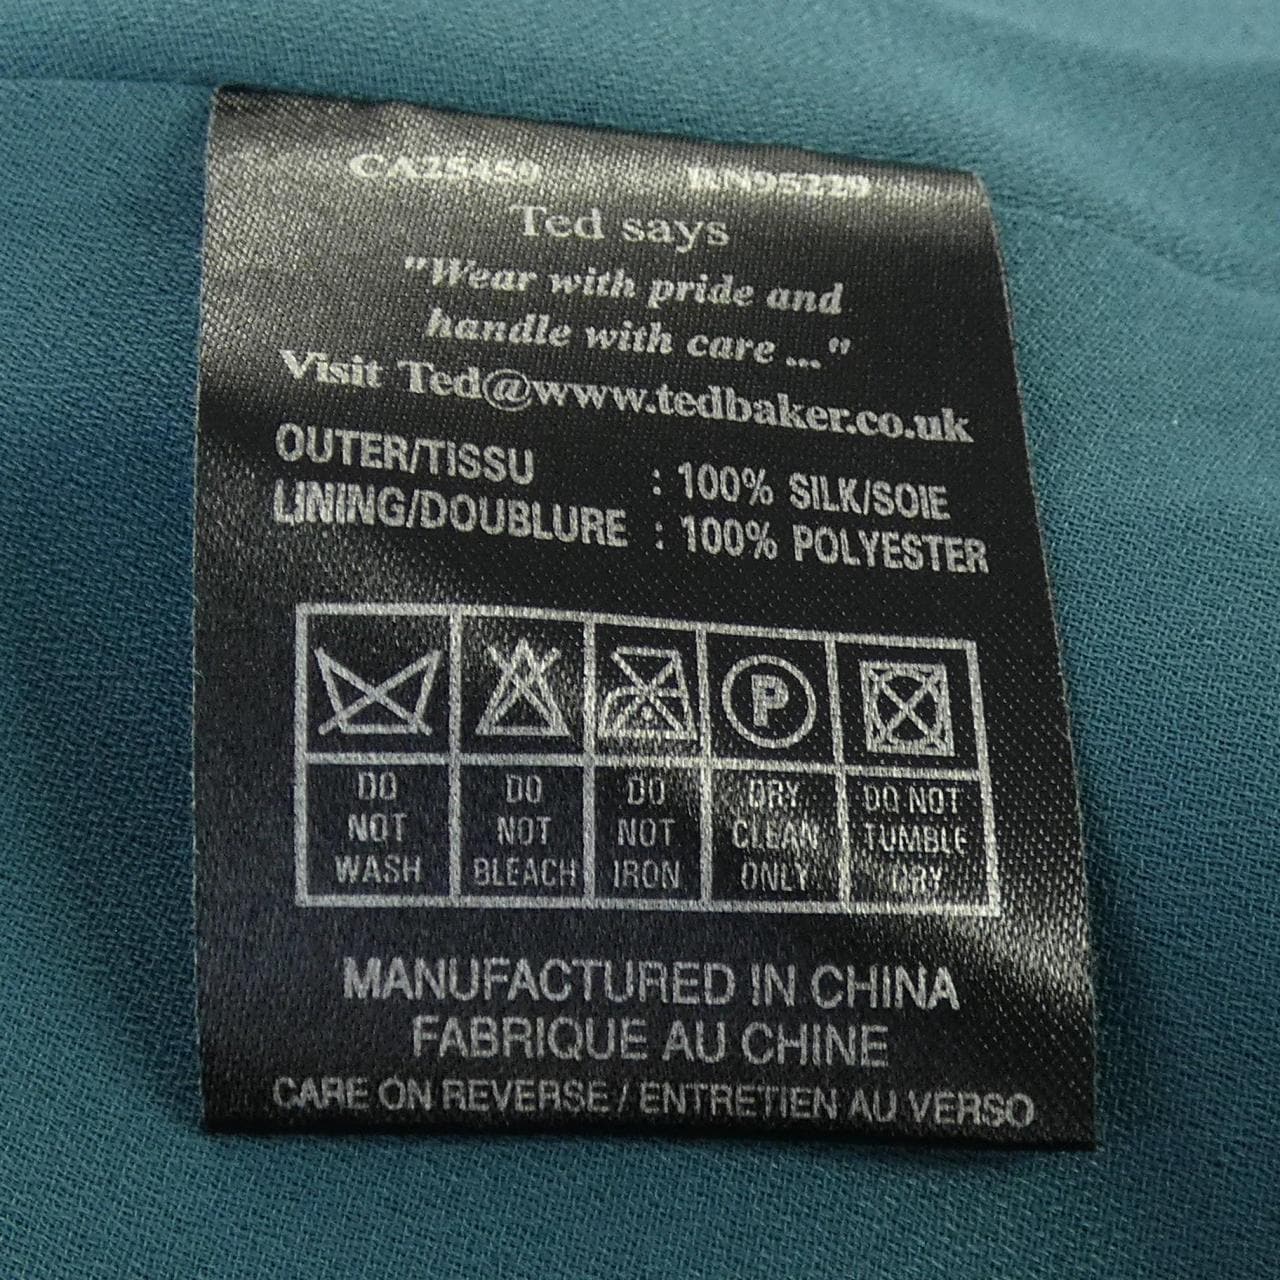 CA25459 RN95229
Ted says
"Wear with pride and
handle with care ..."
Visit Ted@www.tedbaker.co.uk
OUTER/TISSU : 100% SILK/SOIE
LINING/DOUBLURE : 100% POLYESTER
P
DO NOT WASH
DO NOT BLEACH
DO NOT IRON
DRY CLEAN ONLY
DO NOT TUMBLE DRY
MANUFACTURED IN CHINA
FABRIQUE AU CHINE
CARE ON REVERSE / ENTRETIEN AU VERSO